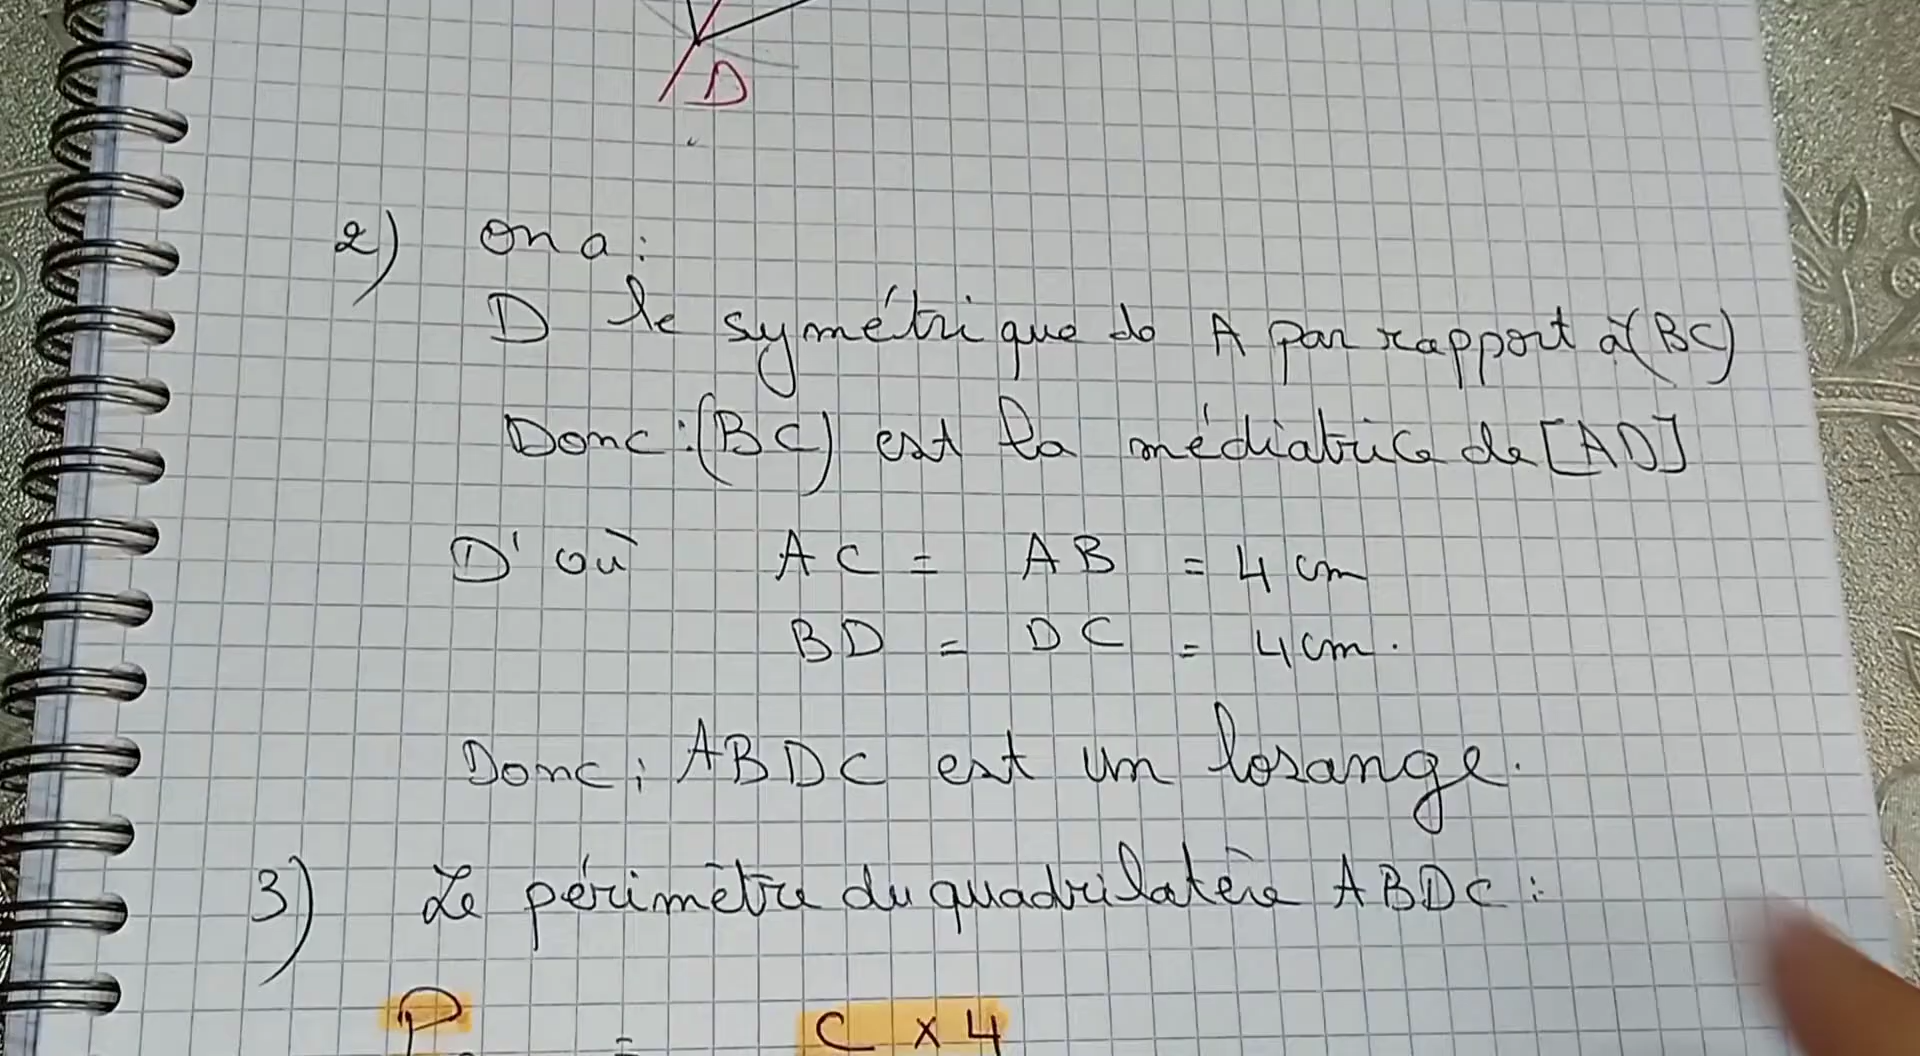 D
2) On a :
D le symétrique de A par rapport à (BC)
Donc : (BC) est la médiatrice de [AD]
D'où AC = AB = 4 cm
BD = DC = 4 cm.
Donc : ABDC est un losange.
3) Le périmètre du quadrilatère ABDC :
P = C x 4